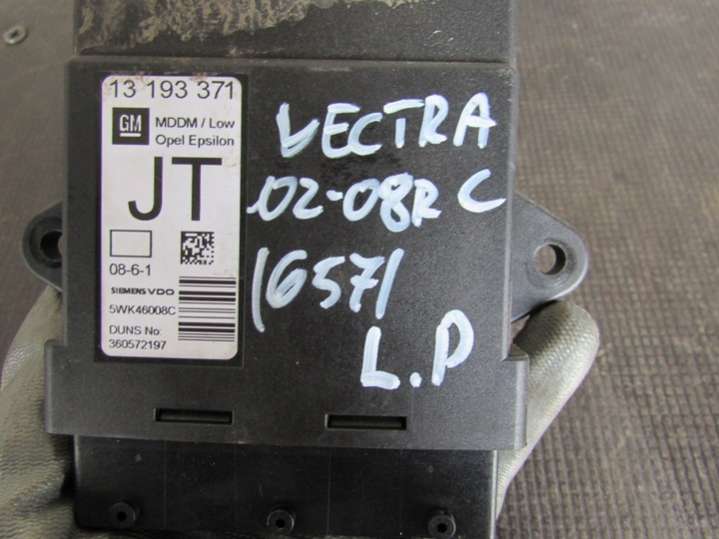 13 193 371
GM
MDDM / Low
Opel Epsilon
JT
08-6-1
SIEMENS VDO
5WK46008C
DUNS No:
360572197
VECTRA
02-08R C
/657/
L.P